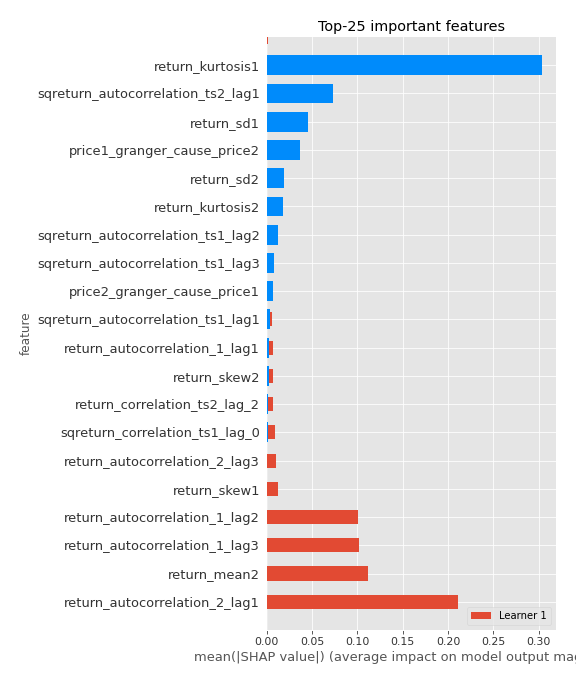 Top-25 important features
return_kurtosis1
sqreturn_autocorrelation_ts2_lag1
return_sd1
price1_granger_cause_price2
return_sd2
return_kurtosis2
sqreturn_autocorrelation_ts1_lag2
sqreturn_autocorrelation_ts1_lag3
price2_granger_cause_price1
sqreturn_autocorrelation_ts1_lag1
return_autocorrelation_1_lag1
return_skew2
return_correlation_ts2_lag_2
sqreturn_correlation_ts1_lag_0
return_autocorrelation_2_lag3
return_skew1
return_autocorrelation_1_lag2
return_autocorrelation_1_lag3
return_mean2
return_autocorrelation_2_lag1
feature
Learner 1
0.00 0.05 0.10 0.15 0.20 0.25 0.30
mean(|SHAP value|) (average impact on model output mag